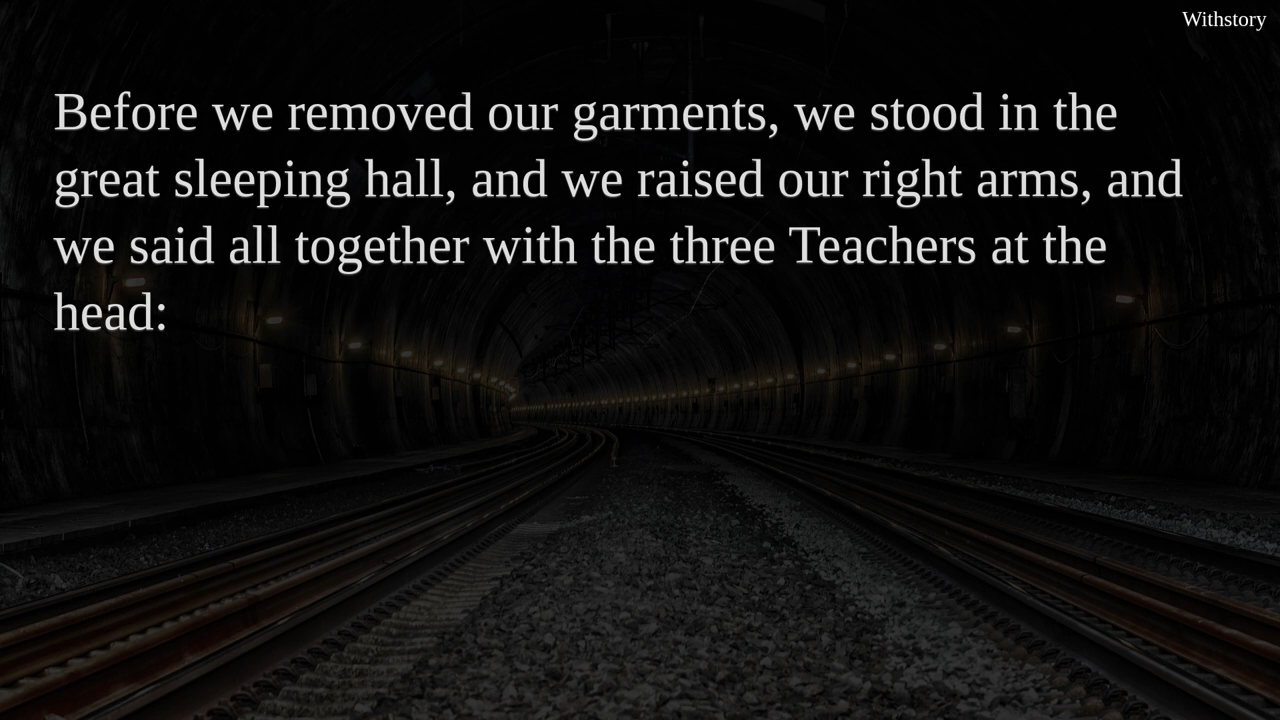 Withstory
Before we removed our garments, we stood in the
great sleeping hall, and we raised our right arms, and
we said all together with the three Teachers at the
head: